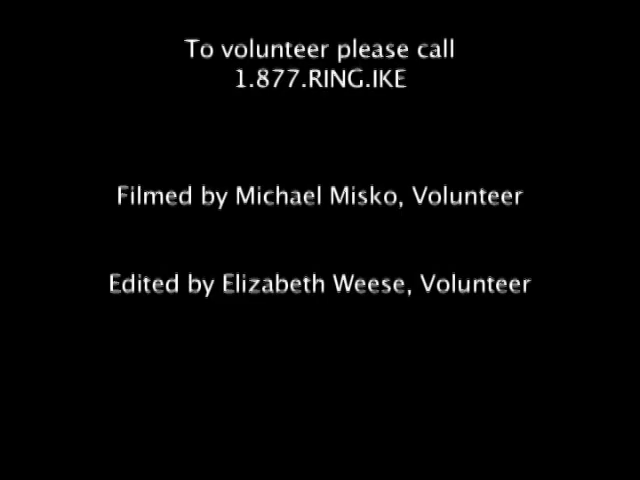 To volunteer please call
1.877.RING.IKE
Filmed by Michael Misko, Volunteer
Edited by Elizabeth Weese, Volunteer